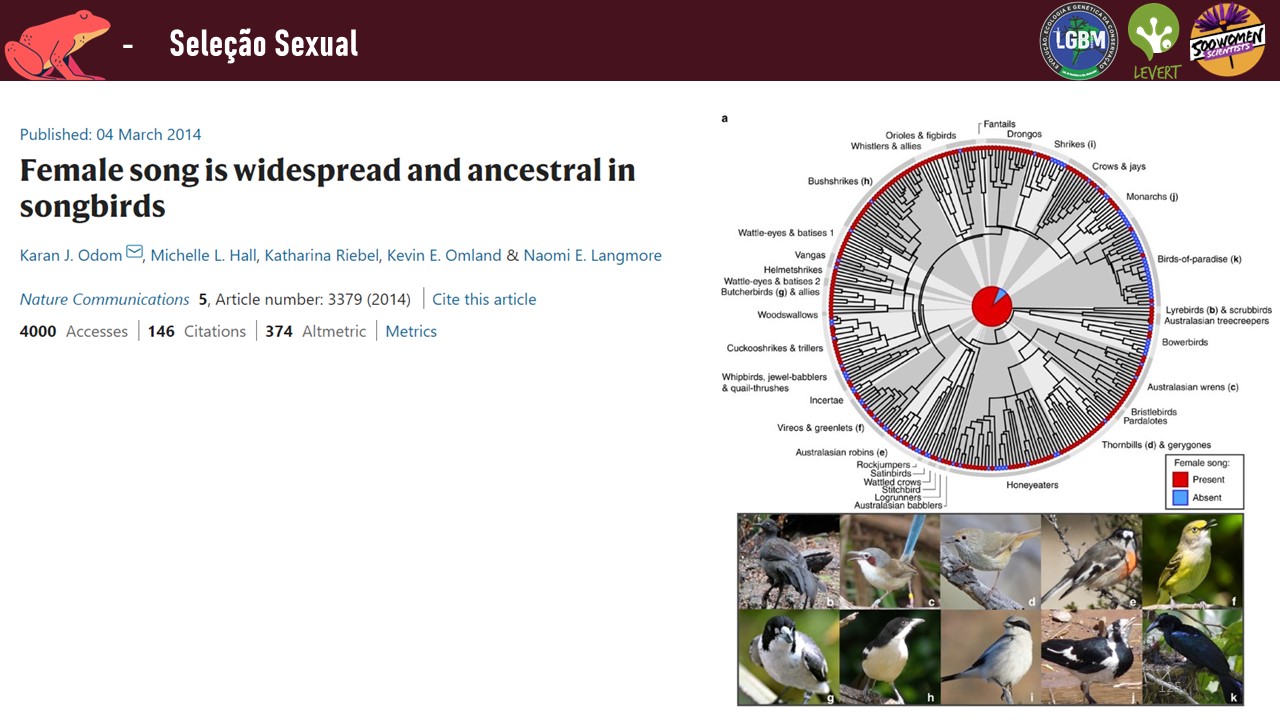 - Seleção Sexual
EVOLUÇÃO, ECOLOGIA E GENÉTICA DA CONSERVAÇÃO
LGBM
LEVERT
500 WOMEN
SCIENTISTS
Published: 04 March 2014
Female song is widespread and ancestral in
songbirds
Karan J. Odom, Michelle L. Hall, Katharina Riebel, Kevin E. Omland & Naomi E. Langmore
Nature Communications 5, Article number: 3379 (2014) | Cite this article
4000 Accesses | 146 Citations | 374 Altmetric | Metrics
a
Fantails
Drongos
Orioles & figbirds
Whistlers & allies
Shrikes (i)
Crows & jays
Bushshrikes (h)
Monarchs (j)
Wattle-eyes & batises 1
Vangas
Birds-of-paradise (k)
Helmetshrikes
Wattle-eyes & batises 2
Butcherbirds (g) & allies
Lyrebirds (b) & scrubbirds
Woodswallows
Australasian treecreepers
Bowerbirds
Cuckooshrikes & trillers
Whipbirds, jewel-babblers
& quail-thrushes
Australasian wrens (c)
Incertae
Bristlebirds
Pardalotes
Vireos & greenlets (f)
Thornbills (d) & gerygones
Australasian robins (e)
Rockjumpers
Satinbirds
Wattled crows
Stitchbird
Logrunners
Australasian babblers
Honeyeaters
Female song:
Present
Absent
b c d e f
g h i j k